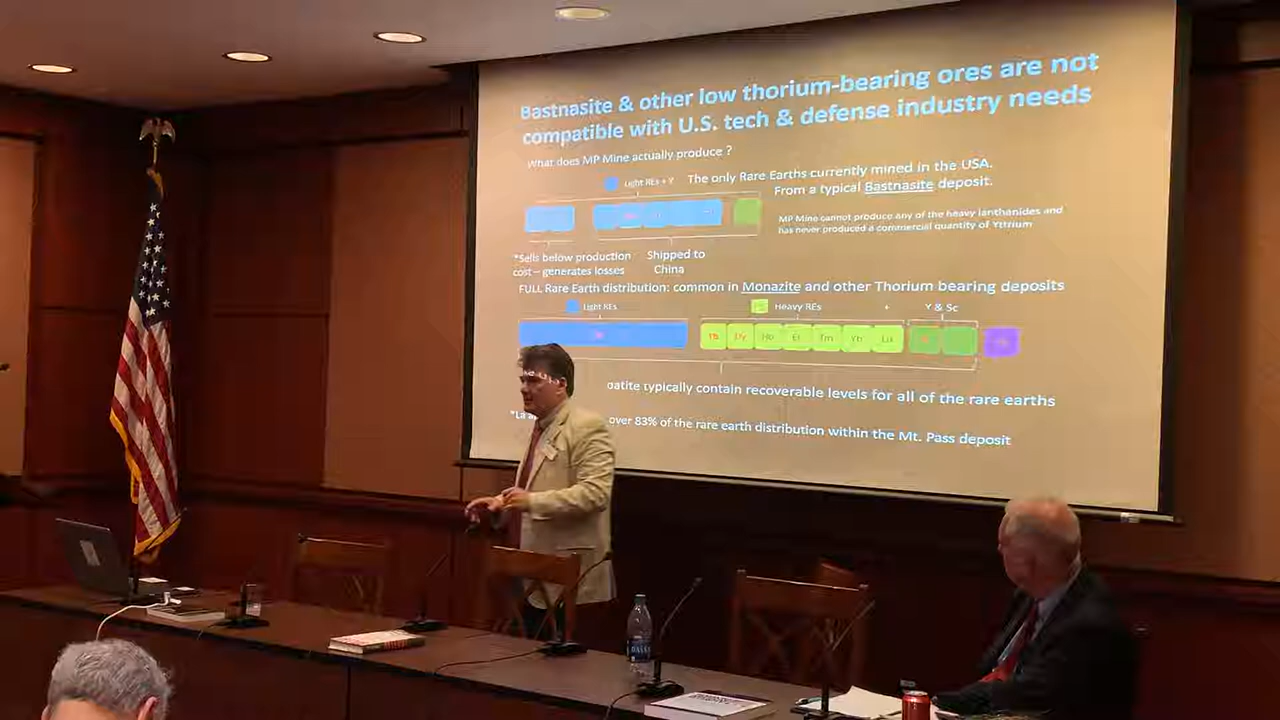 Bastnasite & other low thorium-bearing ores are not
compatible with U.S. tech & defense industry needs
What does MP Mine actually produce ?
Light REs + Y
The only Rare Earths currently mined in the USA.
From a typical Bastnasite deposit.
MP Mine cannot produce any of the heavy lanthanides and
has never produced a commercial quantity of Yttrium
*Sells below production
cost – generates losses
Shipped to
China
FULL Rare Earth distribution: common in Monazite and other Thorium bearing deposits
Light REs
Heavy REs
+
Y & Sc
Tb Dy Ho Er Tm Yb Lu
typically contain recoverable levels for all of the rare earths
*La
over 83% of the rare earth distribution within the Mt. Pass deposit